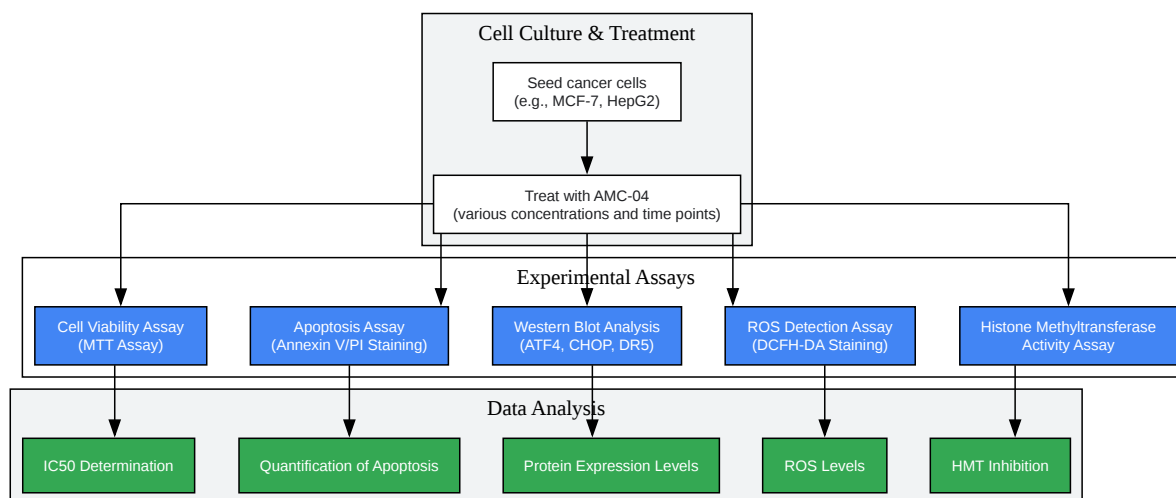 Cell Culture & Treatment
Seed cancer cells
(e.g., MCF-7, HepG2)
Treat with AMC-04
(various concentrations and time points)
Experimental Assays
Cell Viability Assay
(MTT Assay)
Apoptosis Assay
(Annexin V/PI Staining)
Western Blot Analysis
(ATF4, CHOP, DR5)
ROS Detection Assay
(DCFH-DA Staining)
Histone Methyltransferase
Activity Assay
Data Analysis
IC50 Determination
Quantification of Apoptosis
Protein Expression Levels
ROS Levels
HMT Inhibition